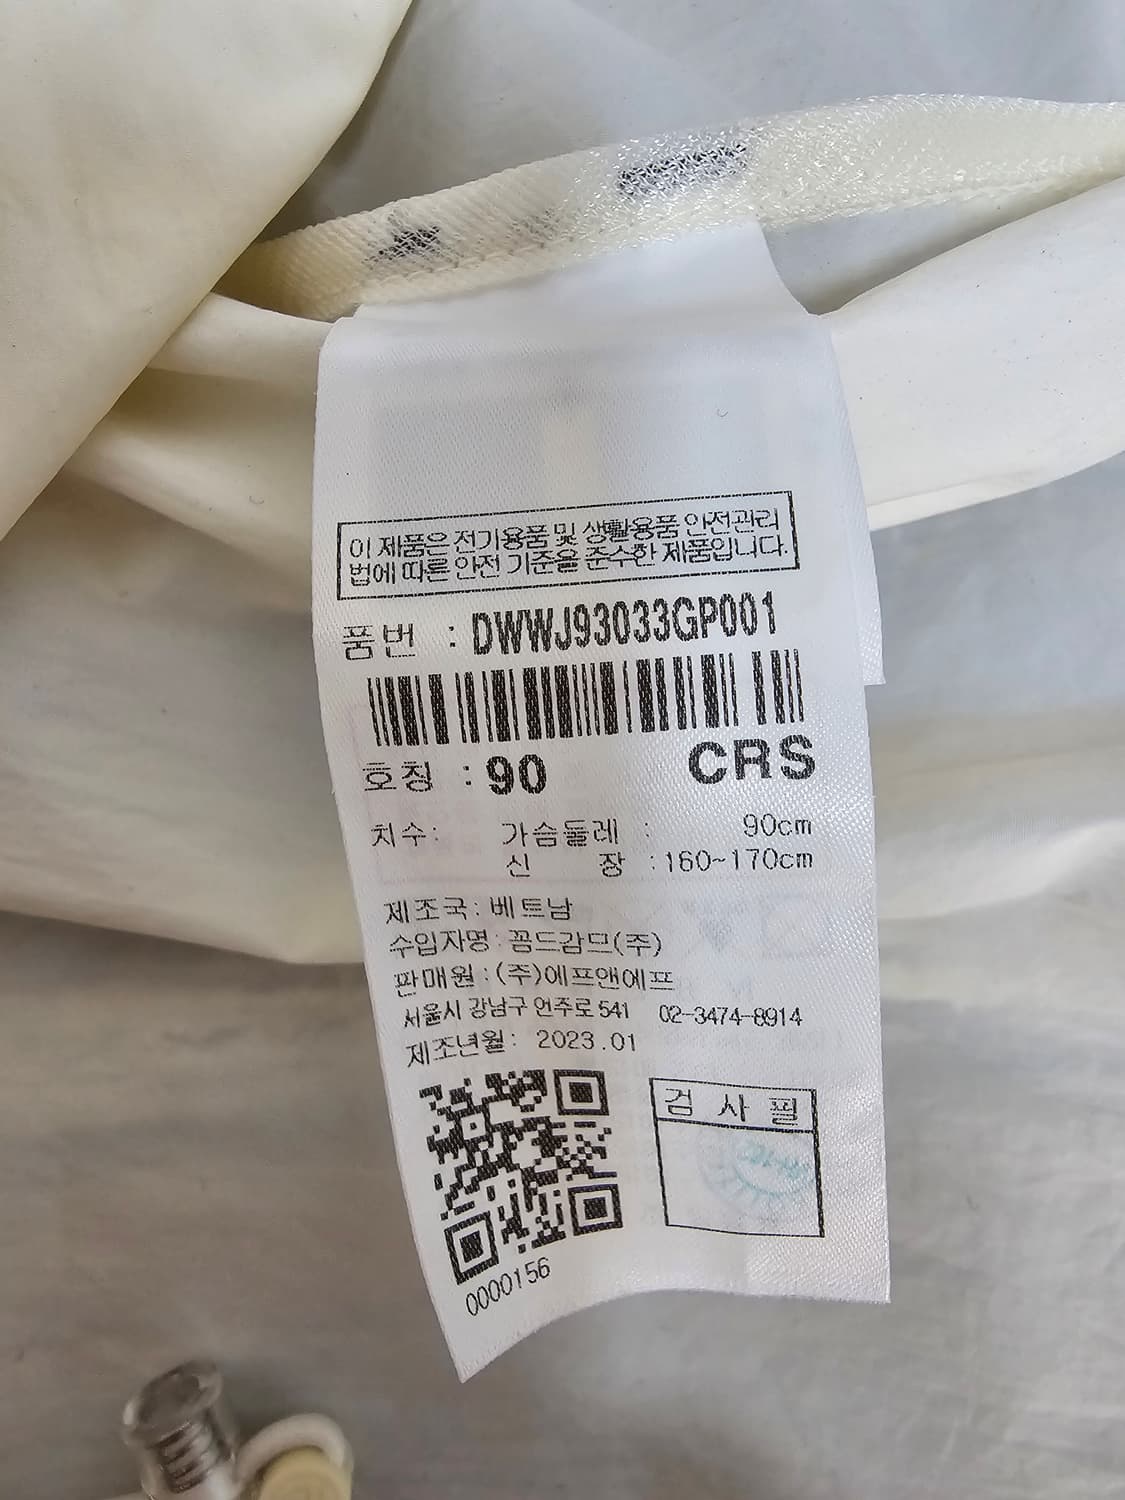 이 제품은 전기용품 및 생활용품 안전관리
법에 따른 안전 기준을 준수한 제품입니다.
품번 : DWWJ93033GP001
호칭 : 90 CRS
치수: 가슴둘레 : 90cm
신 장 :160~170cm
제조국: 베트남
수입자명: 꼼드감므(주)
판매원 : (주)에프앤에프
서울시 강남구 언주로 541 02-3474-8914
제조년월: 2023.01
검 사 필
0000156